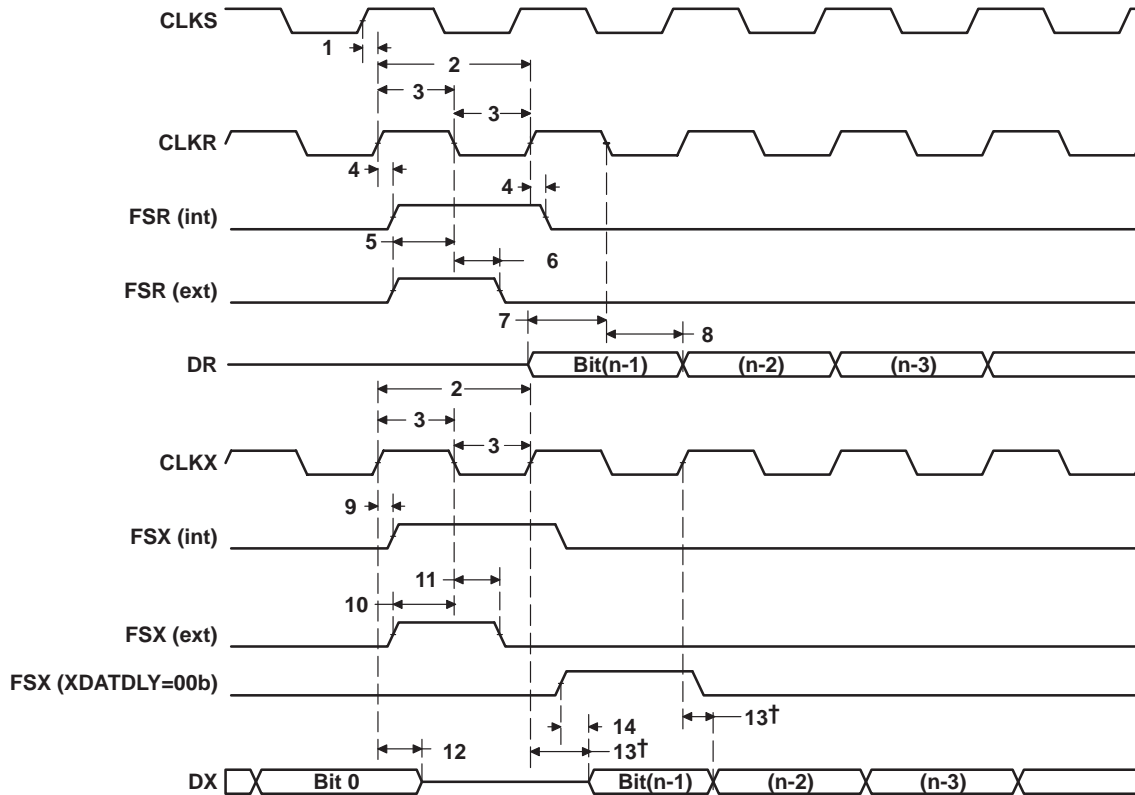 CLKS
1
2
3
3
CLKR
4
4
FSR (int)
5
6
FSR (ext)
7
8
DR
Bit(n-1)
(n-2)
(n-3)
2
3
3
CLKX
9
FSX (int)
11
10
FSX (ext)
FSX (XDATDLY=00b)
14
13†
12
13†
DX
Bit 0
Bit(n-1)
(n-2)
(n-3)